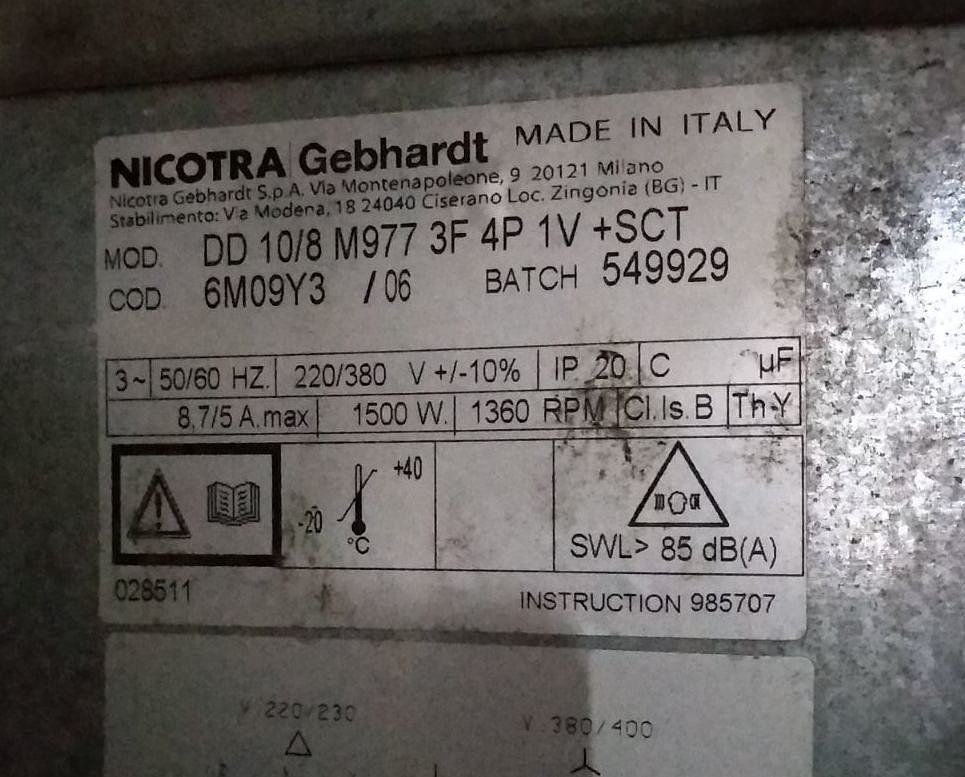 NICOTRA Gebhardt MADE IN ITALY
Nicotra Gebhardt S.p.A. Via Montenapoleone, 9 20121 Milano
Stabilimento: Via Modena, 18 24040 Ciserano Loc. Zingonia (BG) - IT
MOD. DD 10/8 M977 3F 4P 1V +SCT
COD. 6M09Y3 /06 BATCH 549929
3~ 50/60 HZ. 220/380 V +/-10% IP 20 C µF
8,7/5 A.max 1500 W. 1360 RPM Cl.Is.B Th-Y
-20 +40
°C
SWL> 85 dB(A)
028511 INSTRUCTION 985707
V 220/230 V 380/400